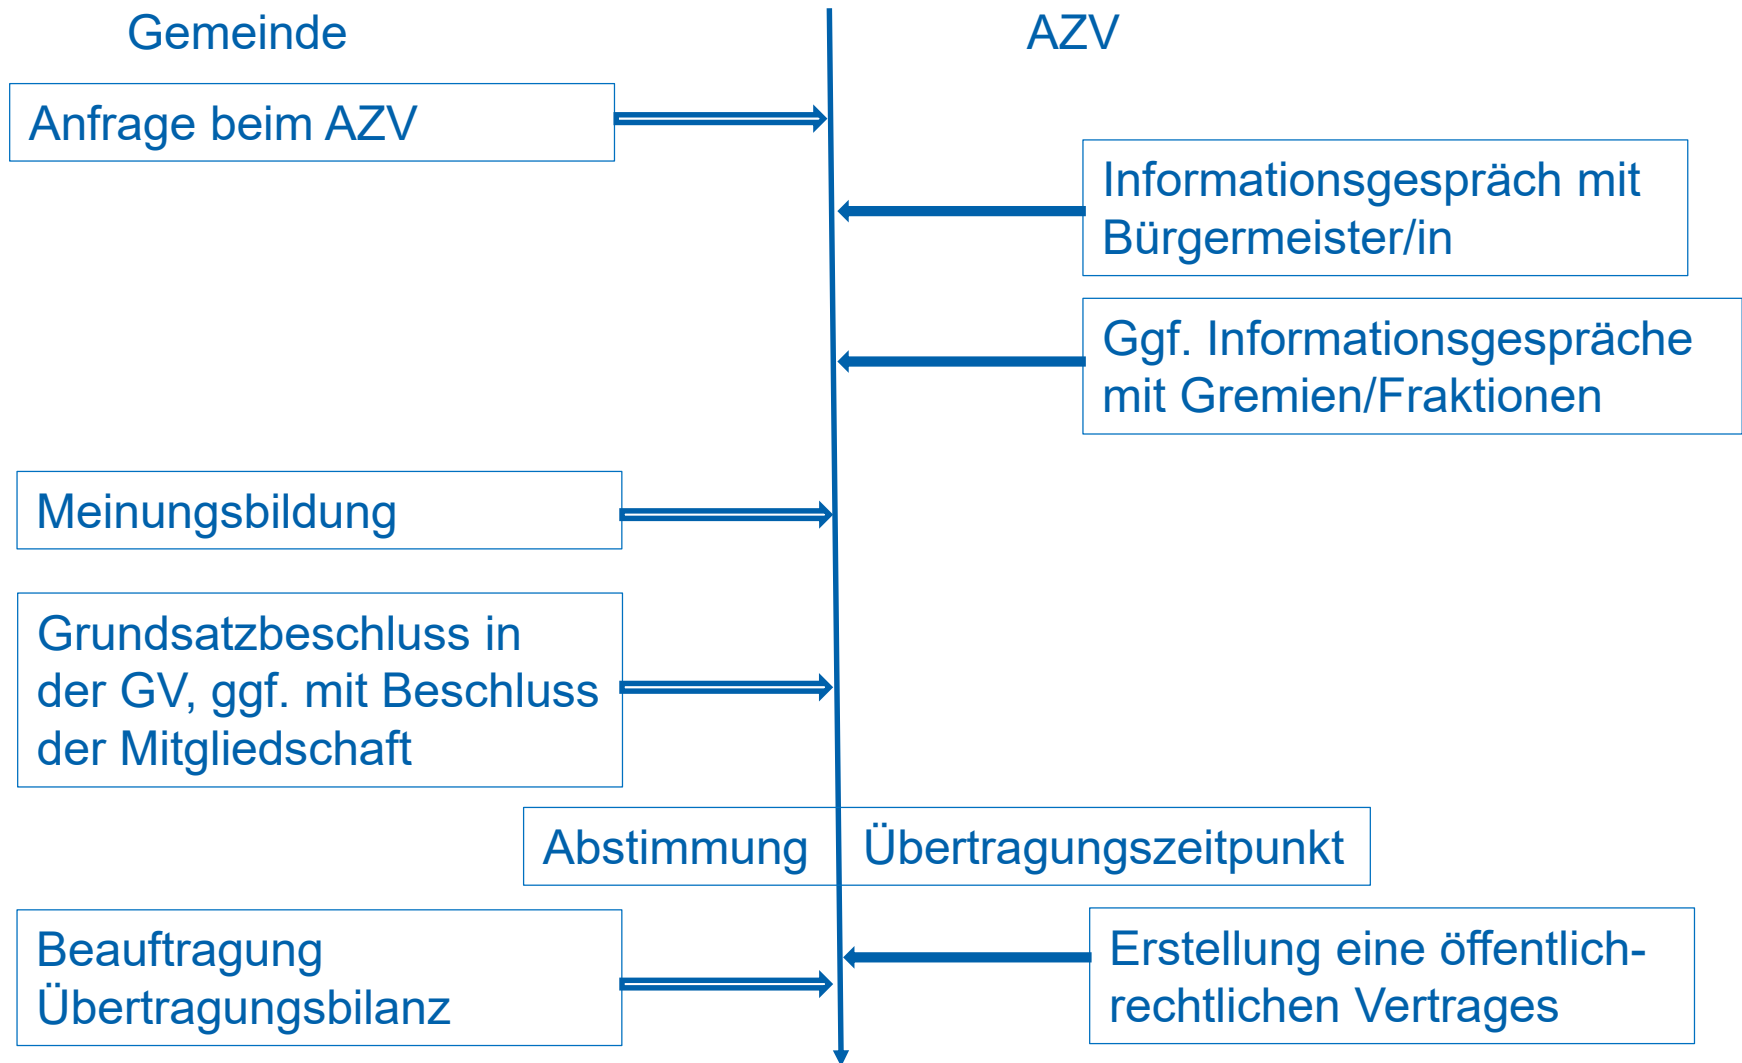 Gemeinde
AZV
Anfrage beim AZV
Informationsgespräch mit
Bürgermeister/in
Ggf. Informationsgespräche
mit Gremien/Fraktionen
Meinungsbildung
Grundsatzbeschluss in
der GV, ggf. mit Beschluss
der Mitgliedschaft
Abstimmung Übertragungszeitpunkt
Beauftragung
Übertragungsbilanz
Erstellung eine öffentlich-
rechtlichen Vertrages